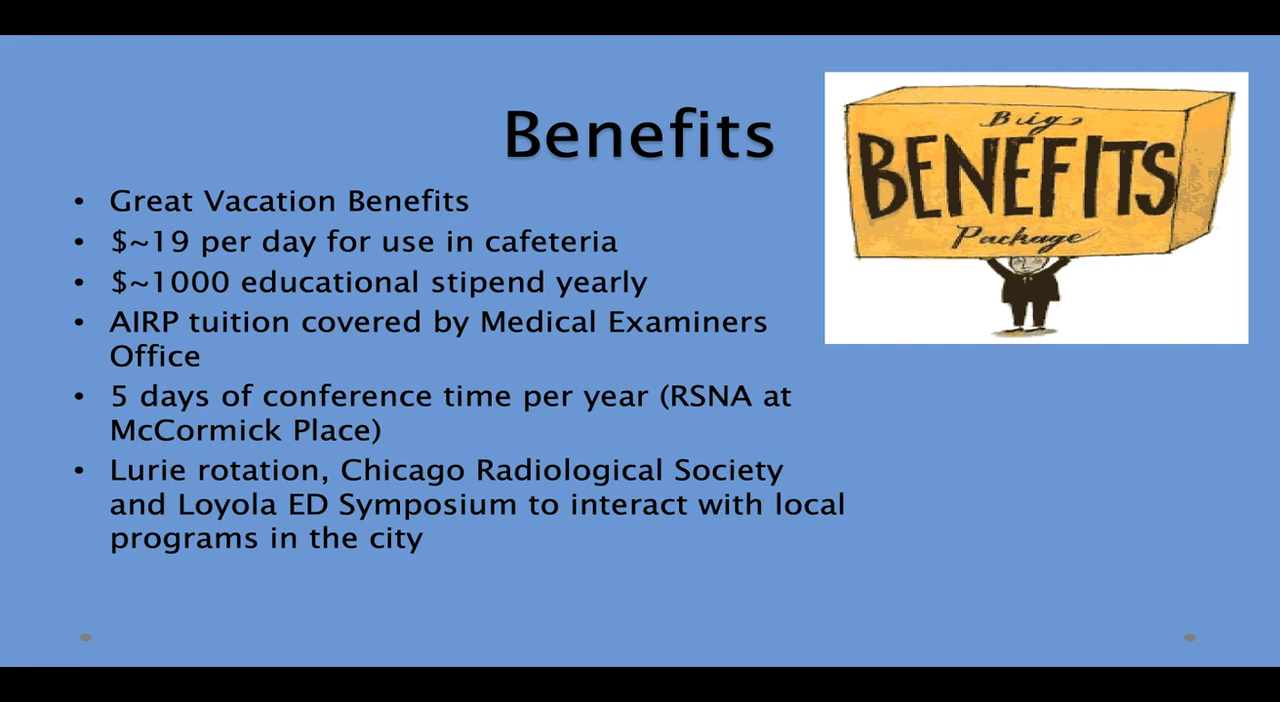 Benefits
Big
BENEFITS
Package
• Great Vacation Benefits
• $~19 per day for use in cafeteria
• $~1000 educational stipend yearly
• AIRP tuition covered by Medical Examiners
Office
• 5 days of conference time per year (RSNA at
McCormick Place)
• Lurie rotation, Chicago Radiological Society
and Loyola ED Symposium to interact with local
programs in the city